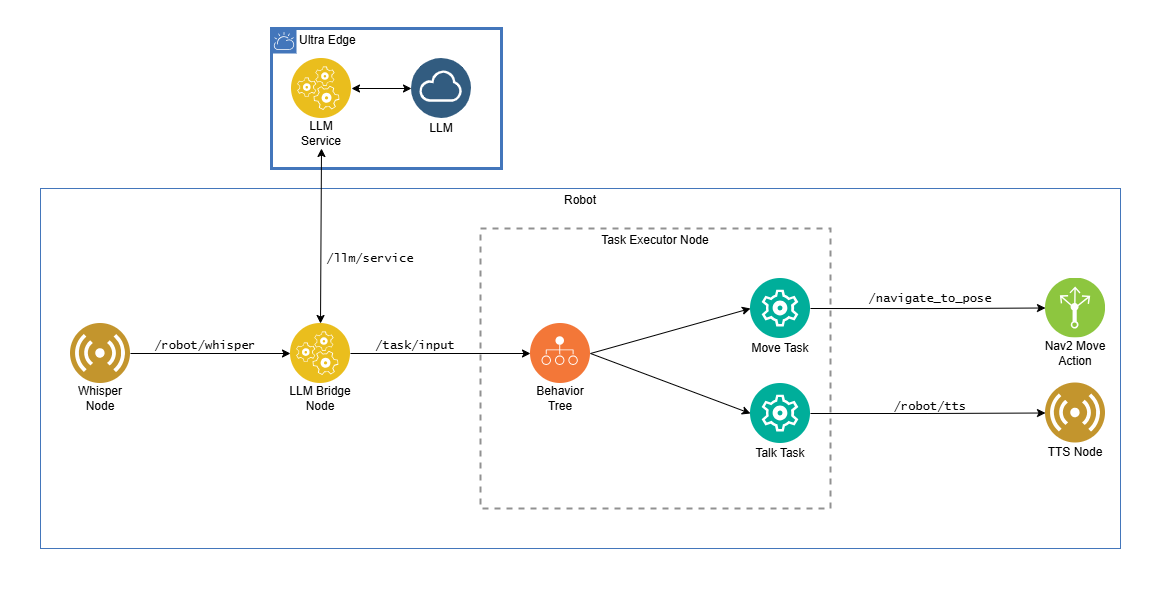 Ultra Edge
LLM
Service
LLM
Robot
Task Executor Node
/llm/service
/navigate_to_pose
/robot/whisper
/task/input
Move Task
Nav2 Move
Action
Whisper
Node
LLM Bridge
Node
Behavior
Tree
/robot/tts
Talk Task
TTS Node